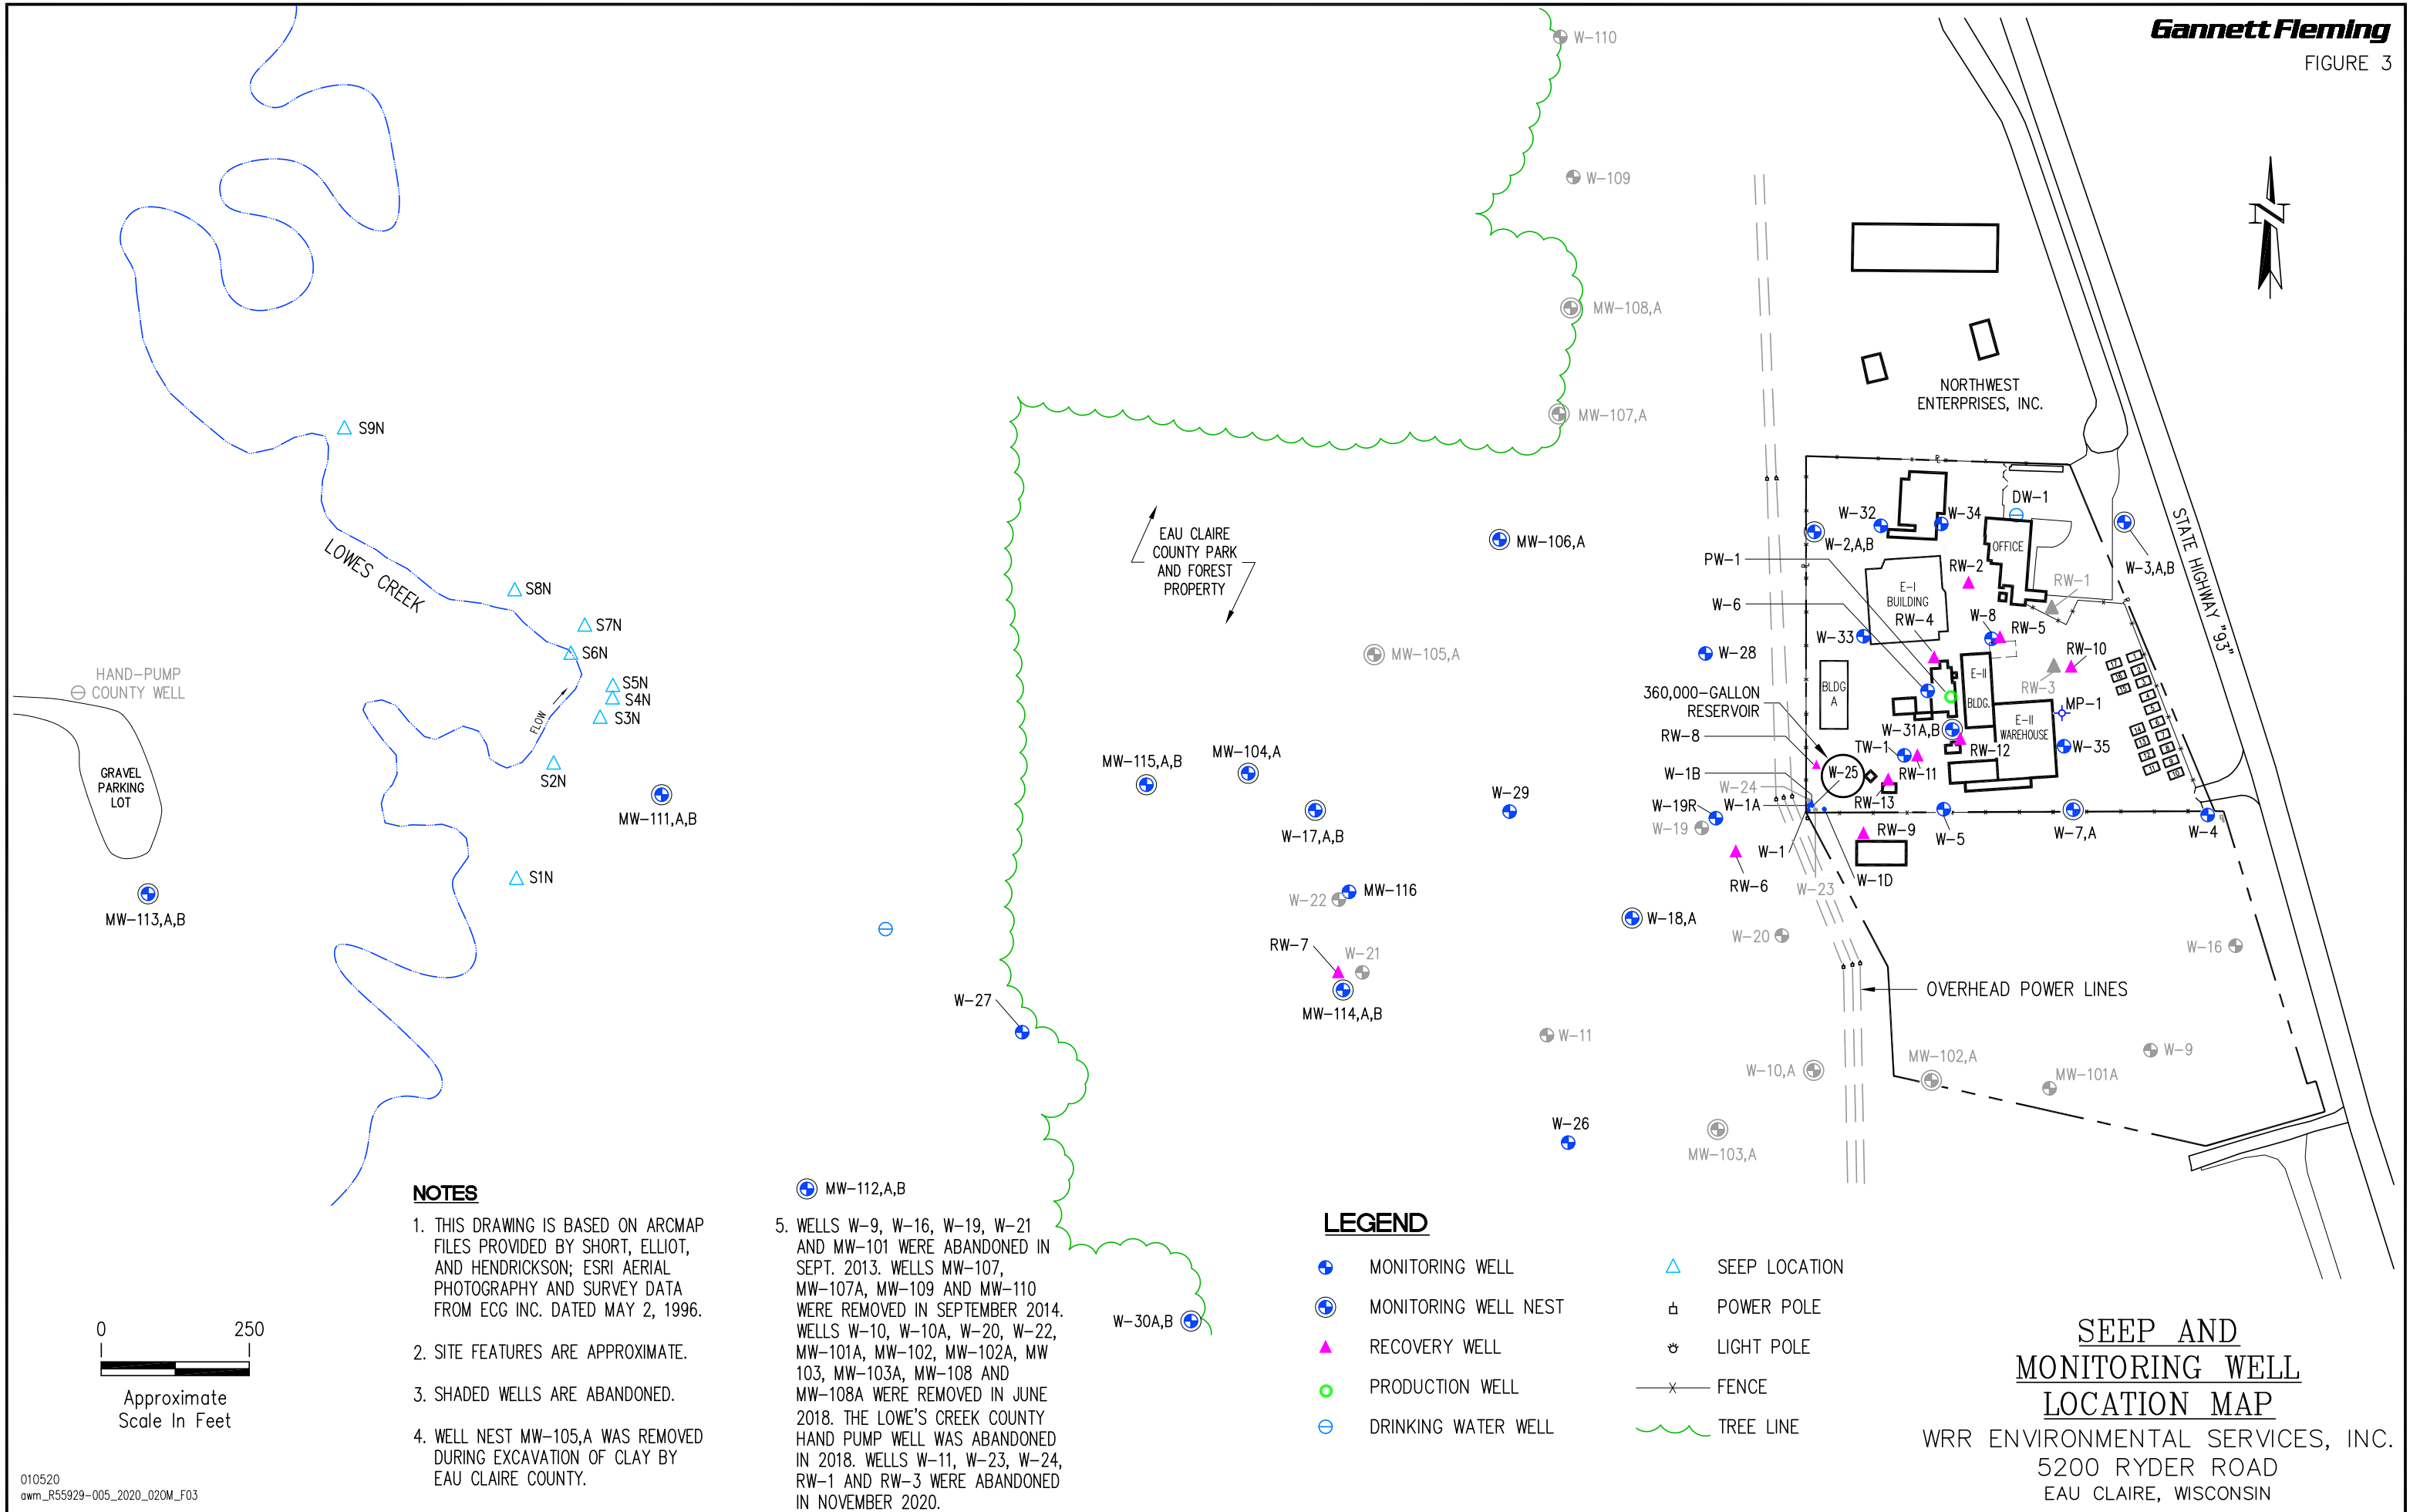 Gannett Fleming
FIGURE 3
W-110
W-109
MW-108,A
MW-107,A
NORTHWEST
ENTERPRISES, INC.
S9N
LOWES CREEK
S8N
S7N
S6N
S5N
S4N
S3N
S2N
S1N
FLOW
HAND-PUMP
COUNTY WELL
GRAVEL
PARKING
LOT
MW-113,A,B
MW-111,A,B
EAU CLAIRE
COUNTY PARK
AND FOREST
PROPERTY
MW-106,A
MW-105,A
MW-115,A,B
MW-104,A
W-17,A,B
W-29
MW-116
W-22
RW-7
W-21
MW-114,A,B
W-27
W-11
W-26
W-18,A
W-20
W-10,A
MW-103,A
MW-102,A
MW-101A
W-9
W-16
OVERHEAD POWER LINES
STATE HIGHWAY "93"
DW-1
W-32
W-34
W-2,A,B
W-3,A,B
OFFICE
PW-1
RW-2
RW-1
E-I
BUILDING
W-6
RW-4
W-8
RW-5
W-33
W-28
RW-10
RW-3
BLDG
A
E-II
BLDG.
360,000-GALLON
RESERVOIR
MP-1
E-II
WAREHOUSE
W-31A,B
RW-8
TW-1
RW-12
W-35
W-25
RW-11
W-1B
W-24
RW-13
W-19R
W-1A
W-19
RW-9
W-5
W-7,A
W-4
W-1
RW-6
W-23
W-1D
MW-112,A,B
W-30A,B
NOTES
1. THIS DRAWING IS BASED ON ARCMAP
FILES PROVIDED BY SHORT, ELLIOT,
AND HENDRICKSON; ESRI AERIAL
PHOTOGRAPHY AND SURVEY DATA
FROM ECG INC. DATED MAY 2, 1996.
2. SITE FEATURES ARE APPROXIMATE.
3. SHADED WELLS ARE ABANDONED.
4. WELL NEST MW-105,A WAS REMOVED
DURING EXCAVATION OF CLAY BY
EAU CLAIRE COUNTY.
5. WELLS W-9, W-16, W-19, W-21
AND MW-101 WERE ABANDONED IN
SEPT. 2013. WELLS MW-107,
MW-107A, MW-109 AND MW-110
WERE REMOVED IN SEPTEMBER 2014.
WELLS W-10, W-10A, W-20, W-22,
MW-101A, MW-102, MW-102A, MW
103, MW-103A, MW-108 AND
MW-108A WERE REMOVED IN JUNE
2018. THE LOWE'S CREEK COUNTY
HAND PUMP WELL WAS ABANDONED
IN 2018. WELLS W-11, W-23, W-24,
RW-1 AND RW-3 WERE ABANDONED
IN NOVEMBER 2020.
LEGEND
MONITORING WELL
MONITORING WELL NEST
RECOVERY WELL
PRODUCTION WELL
DRINKING WATER WELL
SEEP LOCATION
POWER POLE
LIGHT POLE
FENCE
TREE LINE
0 250
Approximate
Scale In Feet
010520
awm_R55929-005_2020_020M_F03
SEEP AND
MONITORING WELL
LOCATION MAP
WRR ENVIRONMENTAL SERVICES, INC.
5200 RYDER ROAD
EAU CLAIRE, WISCONSIN